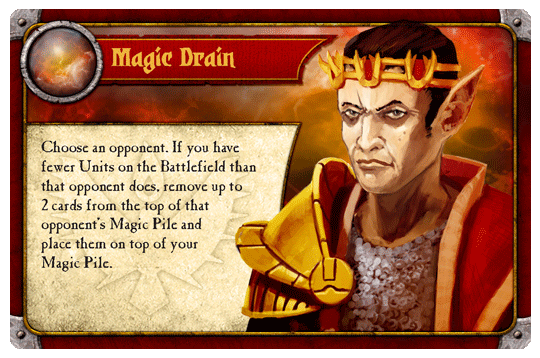 Magic Drain
Choose an opponent. If you have
fewer Units on the Battlefield than
that opponent does, remove up to
2 cards from the top of that
opponent's Magic Pile and
place them on top of your
Magic Pile.